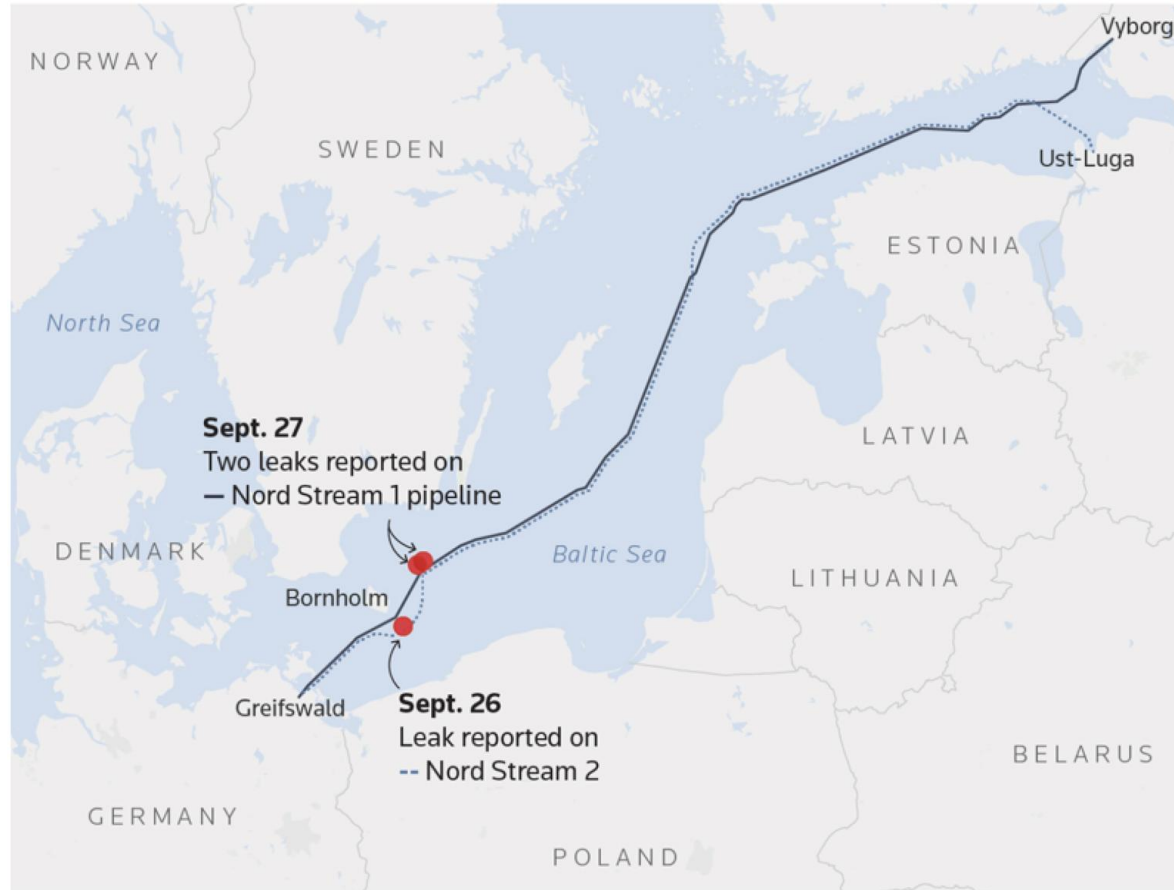 Vyborg
NORWAY
SWEDEN
Ust-Luga
ESTONIA
North Sea
Sept. 27
Two leaks reported on
Nord Stream 1 pipeline
LATVIA
DENMARK
Baltic Sea
LITHUANIA
Bornholm
Greifswald
Sept. 26
Leak reported on
Nord Stream 2
BELARUS
GERMANY
POLAND